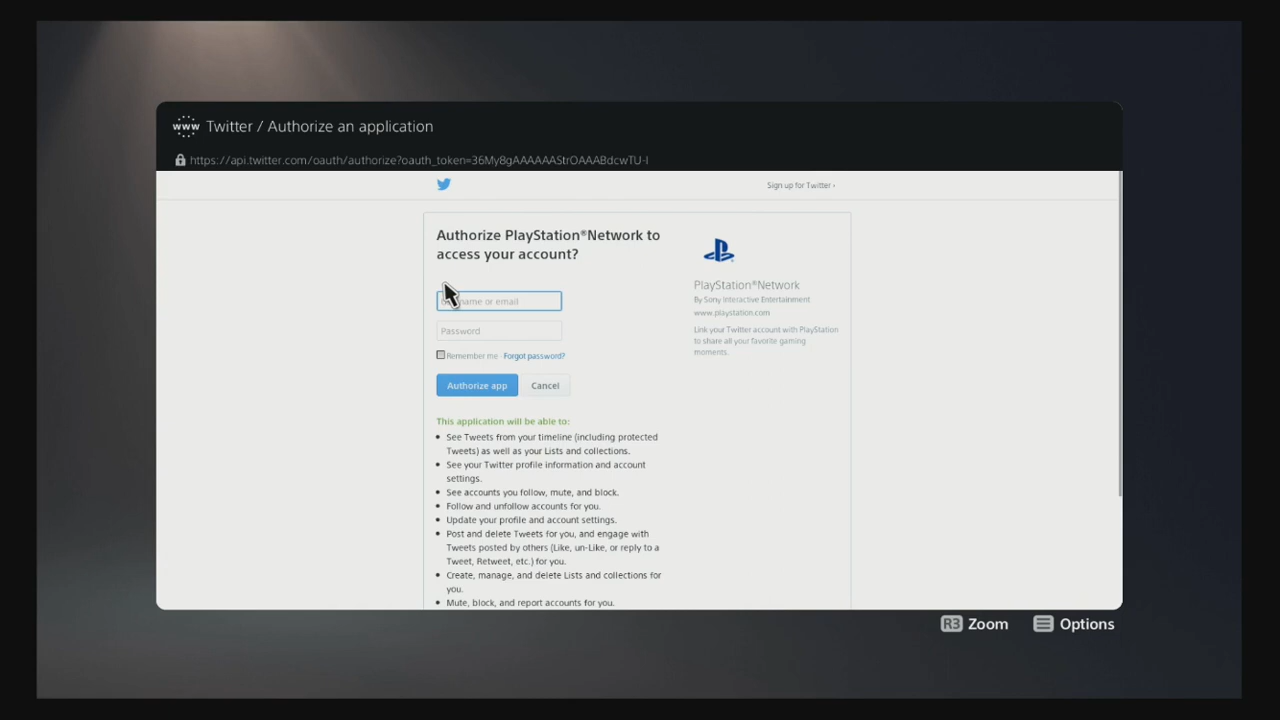 www Twitter / Authorize an application
https://api.twitter.com/oauth/authorize?oauth_token=36My8gAAAAAAStrOAAABdcwTU-I
Sign up for Twitter ›
Authorize PlayStation®Network to
access your account?
name or email
Password
Remember me · Forgot password?
Authorize app
Cancel
PlayStation®Network
By Sony Interactive Entertainment
www.playstation.com
Link your Twitter account with PlayStation
to share all your favorite gaming
moments.
This application will be able to:
• See Tweets from your timeline (including protected
Tweets) as well as your Lists and collections.
• See your Twitter profile information and account
settings.
• See accounts you follow, mute, and block.
• Follow and unfollow accounts for you.
• Update your profile and account settings.
• Post and delete Tweets for you, and engage with
Tweets posted by others (Like, un-Like, or reply to a
Tweet, Retweet, etc.) for you.
• Create, manage, and delete Lists and collections for
you.
• Mute, block, and report accounts for you.
R3 Zoom
Options